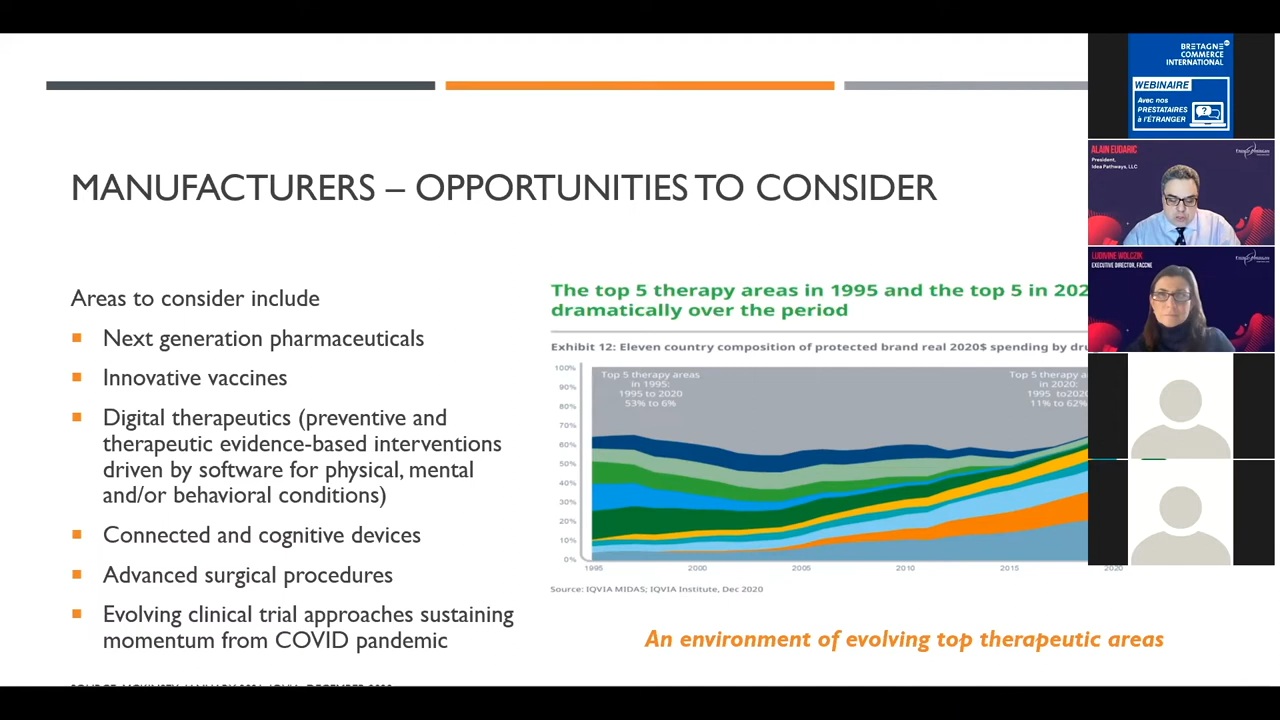 MANUFACTURERS – OPPORTUNITIES TO CONSIDER
Areas to consider include
Next generation pharmaceuticals
Innovative vaccines
Digital therapeutics (preventive and
therapeutic evidence-based interventions
driven by software for physical, mental
and/or behavioral conditions)
Connected and cognitive devices
Advanced surgical procedures
Evolving clinical trial approaches sustaining
momentum from COVID pandemic
The top 5 therapy areas in 1995 and the top 5 in 202
dramatically over the period
Exhibit 12: Eleven country composition of protected brand real 2020$ spending by dru
100%
90%
80%
70%
60%
50%
40%
30%
20%
10%
0%
Top 5 therapy areas
in 1995:
1995 to 2020
53% to 6%
Top 5 therapy a
in 2020:
1995 to2020
11% to 62%
1995
2000
2005
2010
2015
2020
Source: IQVIA MIDAS; IQVIA Institute, Dec 2020
An environment of evolving top therapeutic areas
BRETAGNE
COMMERCE
INTERNATIONAL
WEBINAIRE
Avec nos
PRESTATAIRES
à l'ÉTRANGER
ALAIN EUDARIC
President,
Idea Pathways, LLC
LUDIVINE WOLCZIK
EXECUTIVE DIRECTOR, FACCNE